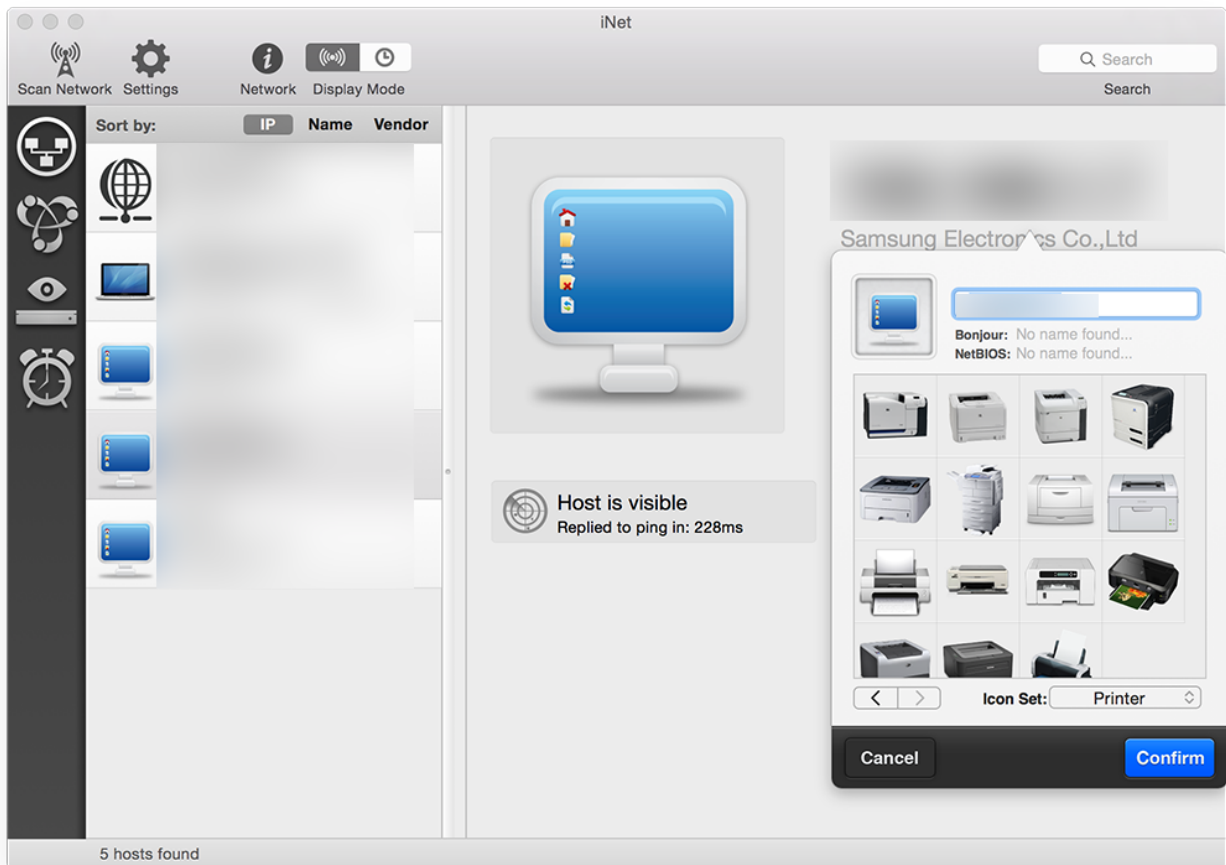 iNet
Scan Network
Settings
Network
Display Mode
Search
Search
Sort by:
IP
Name
Vendor
Samsung Electronics Co.,Ltd
Bonjour: No name found...
NetBIOS: No name found...
Host is visible
Replied to ping in: 228ms
Icon Set: Printer
Cancel
Confirm
5 hosts found